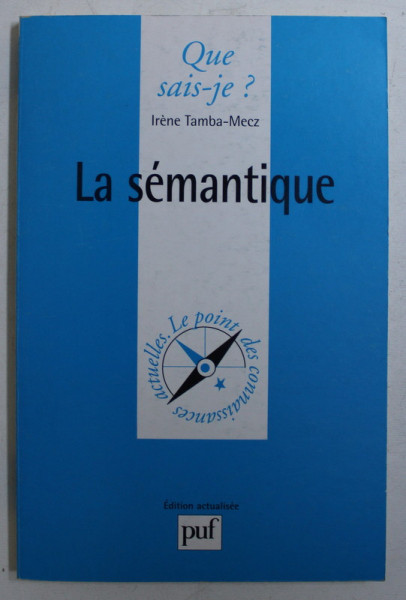 Que
sais-je ?
Irène Tamba-Mecz
La sémantique
Le point des connaissances actuelles.
Édition actualisée
puf